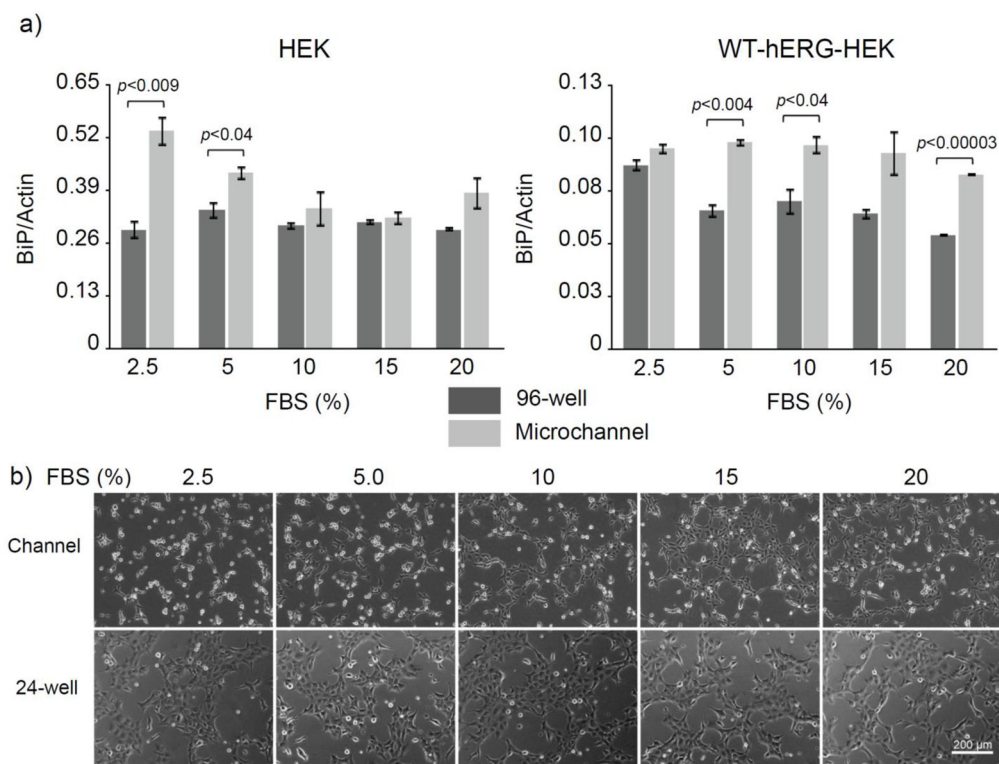 a)
HEK
WT-hERG-HEK
BiP/Actin
0.65
0.52
0.39
0.26
0.13
0
p<0.009
p<0.04
2.5 5 10 15 20
FBS (%)
BiP/Actin
0.13
0.10
0.08
0.05
0.03
0
p<0.004
p<0.04
p<0.00003
2.5 5 10 15 20
FBS (%)
96-well
Microchannel
b) FBS (%) 2.5 5.0 10 15 20
Channel
24-well
200 µm